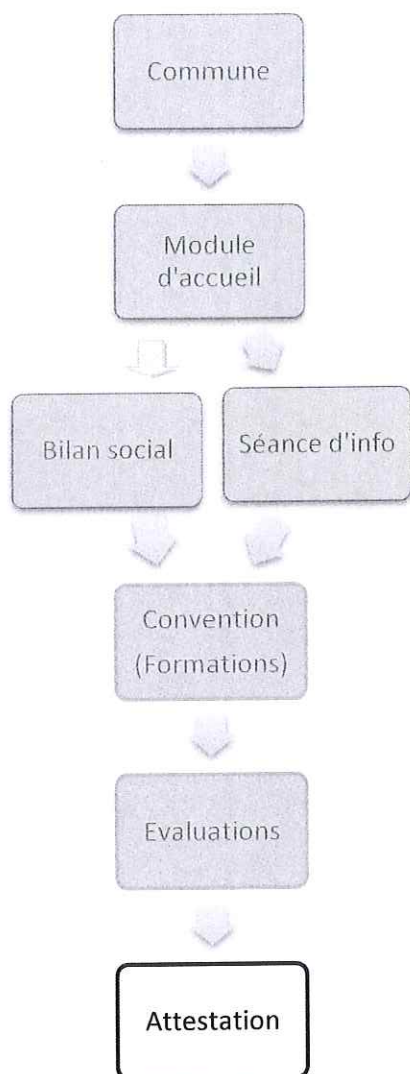 Commune
Module
d'accueil
Bilan social
Séance d'info
Convention
(Formations)
Evaluations
Attestation